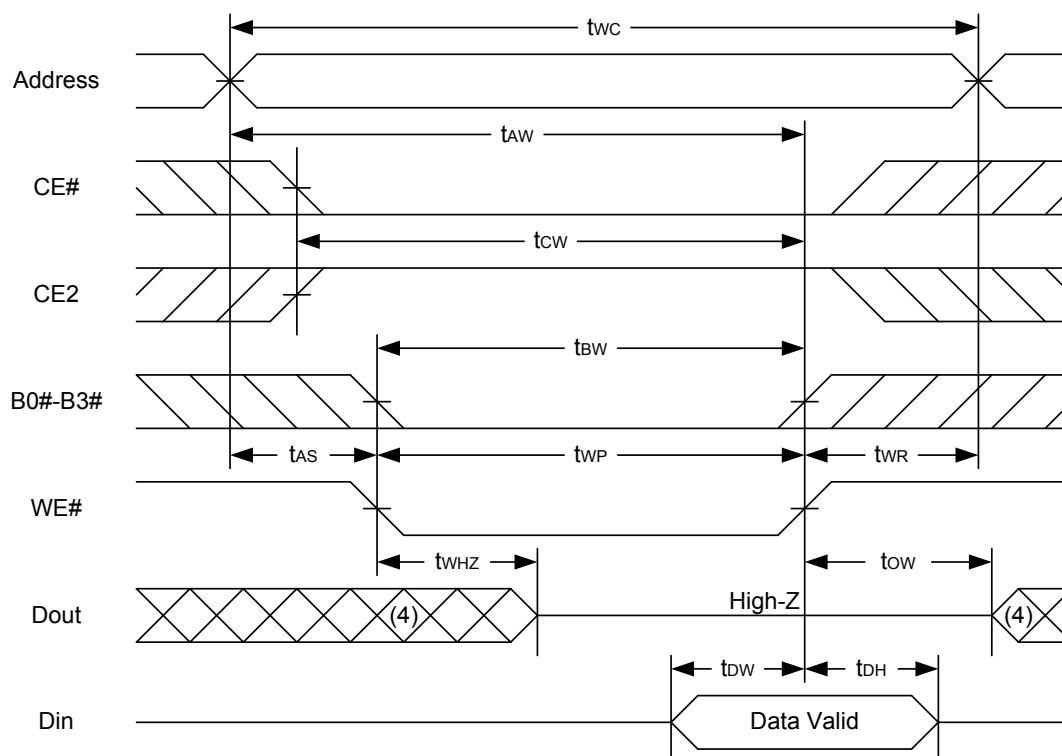 tWC
Address
tAW
CE#
tCW
CE2
tBW
B0#-B3#
tAS
tWP
tWR
WE#
tWHZ
tOW
Dout
(4)
High-Z
(4)
tDW
tDH
Din
Data Valid